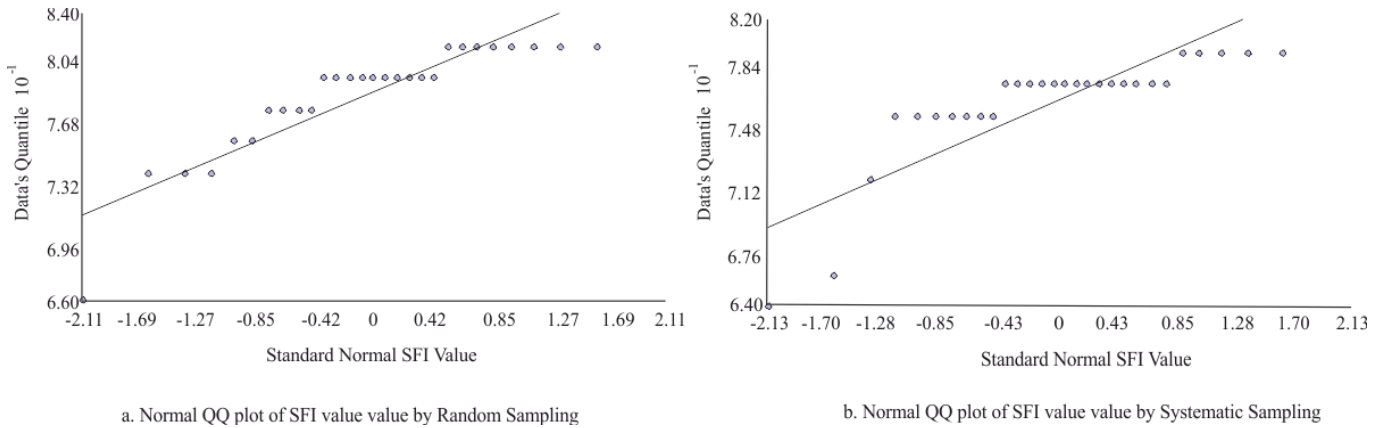 8.40
8.04
7.68
7.32
6.96
6.60
Data's Quantile 10⁻¹
-2.11 -1.69 -1.27 -0.85 -0.42 0 0.42 0.85 1.27 1.69 2.11
Standard Normal SFI Value
a. Normal QQ plot of SFI value value by Random Sampling
8.20
7.84
7.48
7.12
6.76
6.40
Data's Quantile 10⁻¹
-2.13 -1.70 -1.28 -0.85 -0.43 0 0.43 0.85 1.28 1.70 2.13
Standard Normal SFI Value
b. Normal QQ plot of SFI value value by Systematic Sampling